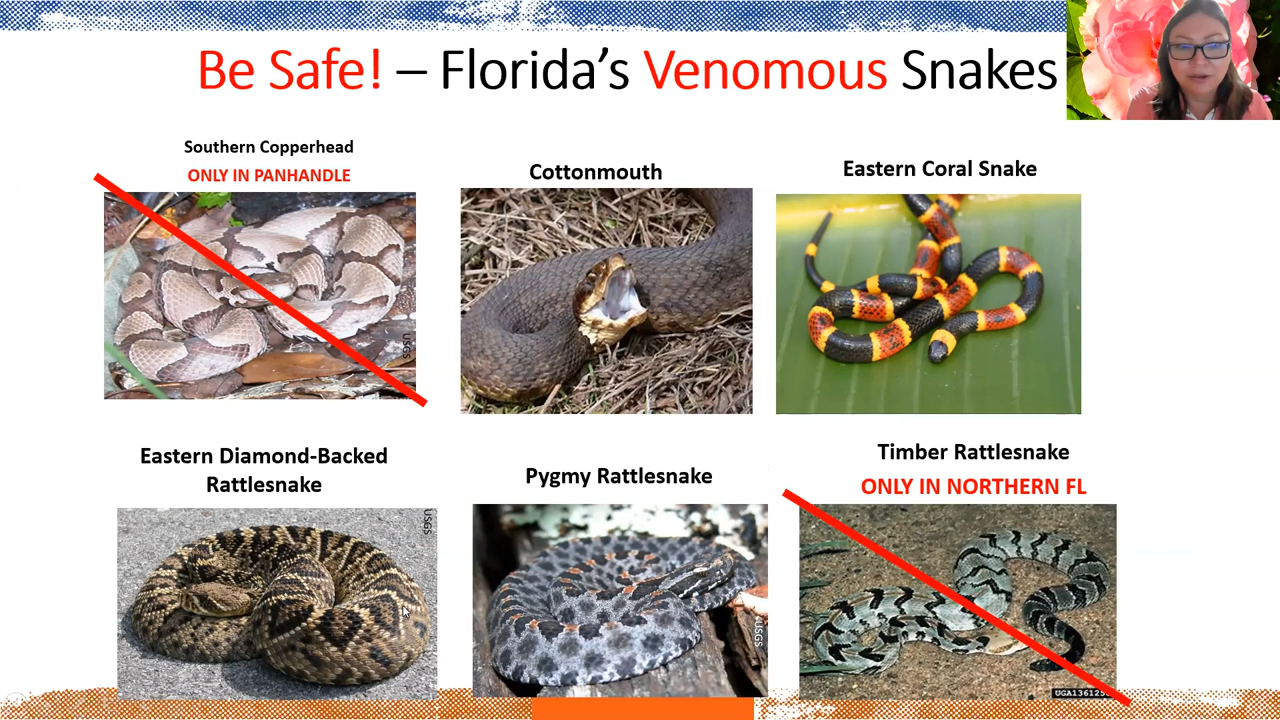 Be Safe! – Florida's Venomous Snakes
Southern Copperhead
ONLY IN PANHANDLE
Cottonmouth
Eastern Coral Snake
USGS
Eastern Diamond-Backed
Rattlesnake
Pygmy Rattlesnake
Timber Rattlesnake
ONLY IN NORTHERN FL
USGS
USGS